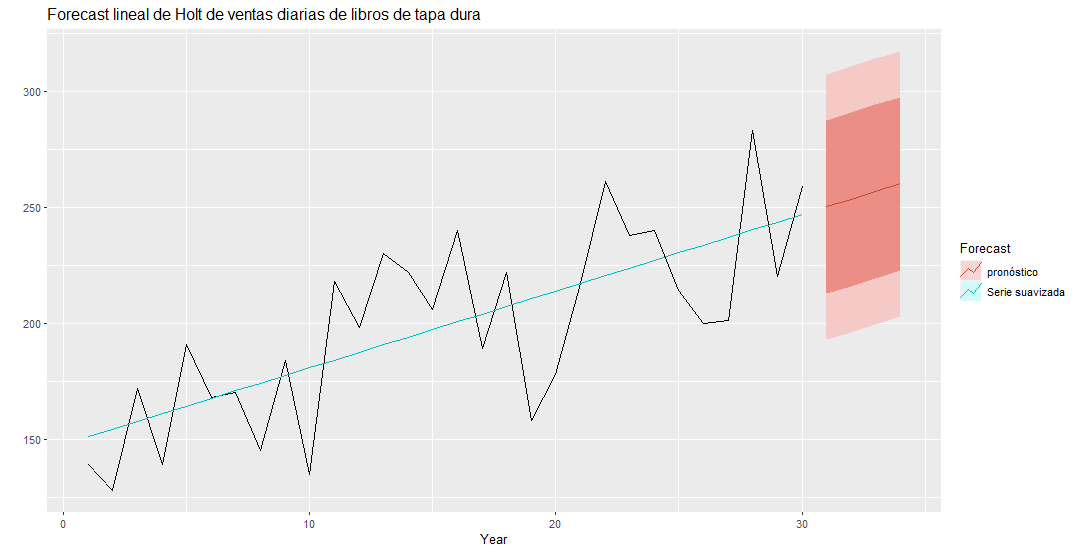 Forecast lineal de Holt de ventas diarias de libros de tapa dura
300
250
200
150
0
10
20
30
Year
Forecast
pronóstico
Serie suavizada